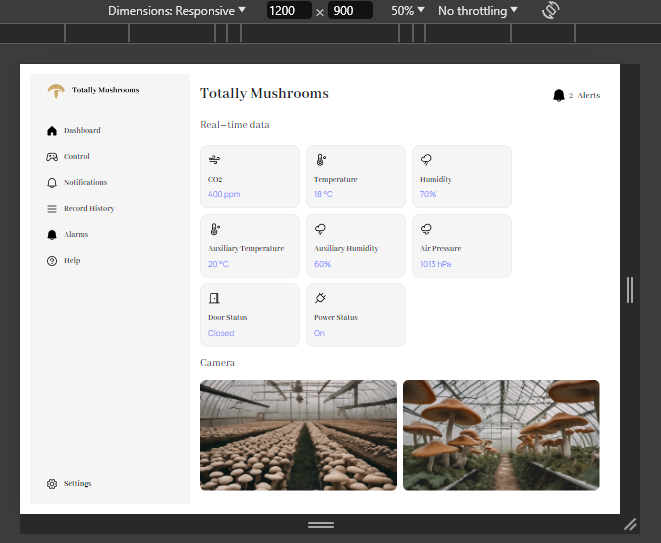 Dimensions: Responsive 1200 × 900 50% No throttling
Totally Mushrooms
Dashboard
Control
Notifications
Record History
Alarms
Help
Settings
Totally Mushrooms
2 Alerts
Real-time data
CO2
400 ppm
Temperature
18 °C
Humidity
70%
Auxiliary Temperature
20 °C
Auxiliary Humidity
60%
Air Pressure
1013 hPa
Door Status
Closed
Power Status
On
Camera